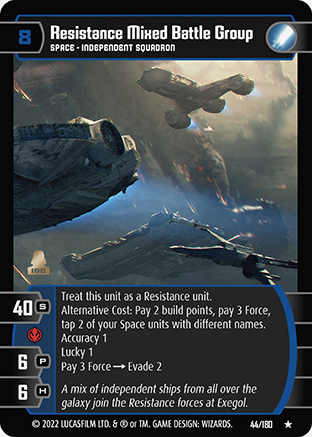 8 Resistance Mixed Battle Group
SPACE - INDEPENDENT SQUADRON
IDC
40 S
6 P
6 H
Treat this unit as a Resistance unit.
Alternative Cost: Pay 2 build points, pay 3 Force,
tap 2 of your Space units with different names.
Accuracy 1
Lucky 1
Pay 3 Force → Evade 2
A mix of independent ships from all over the
galaxy join the Resistance forces at Exegol.
© 2022 LUCASFILM LTD. & ® or TM. GAME DESIGN: WIZARDS. 44/180 ★